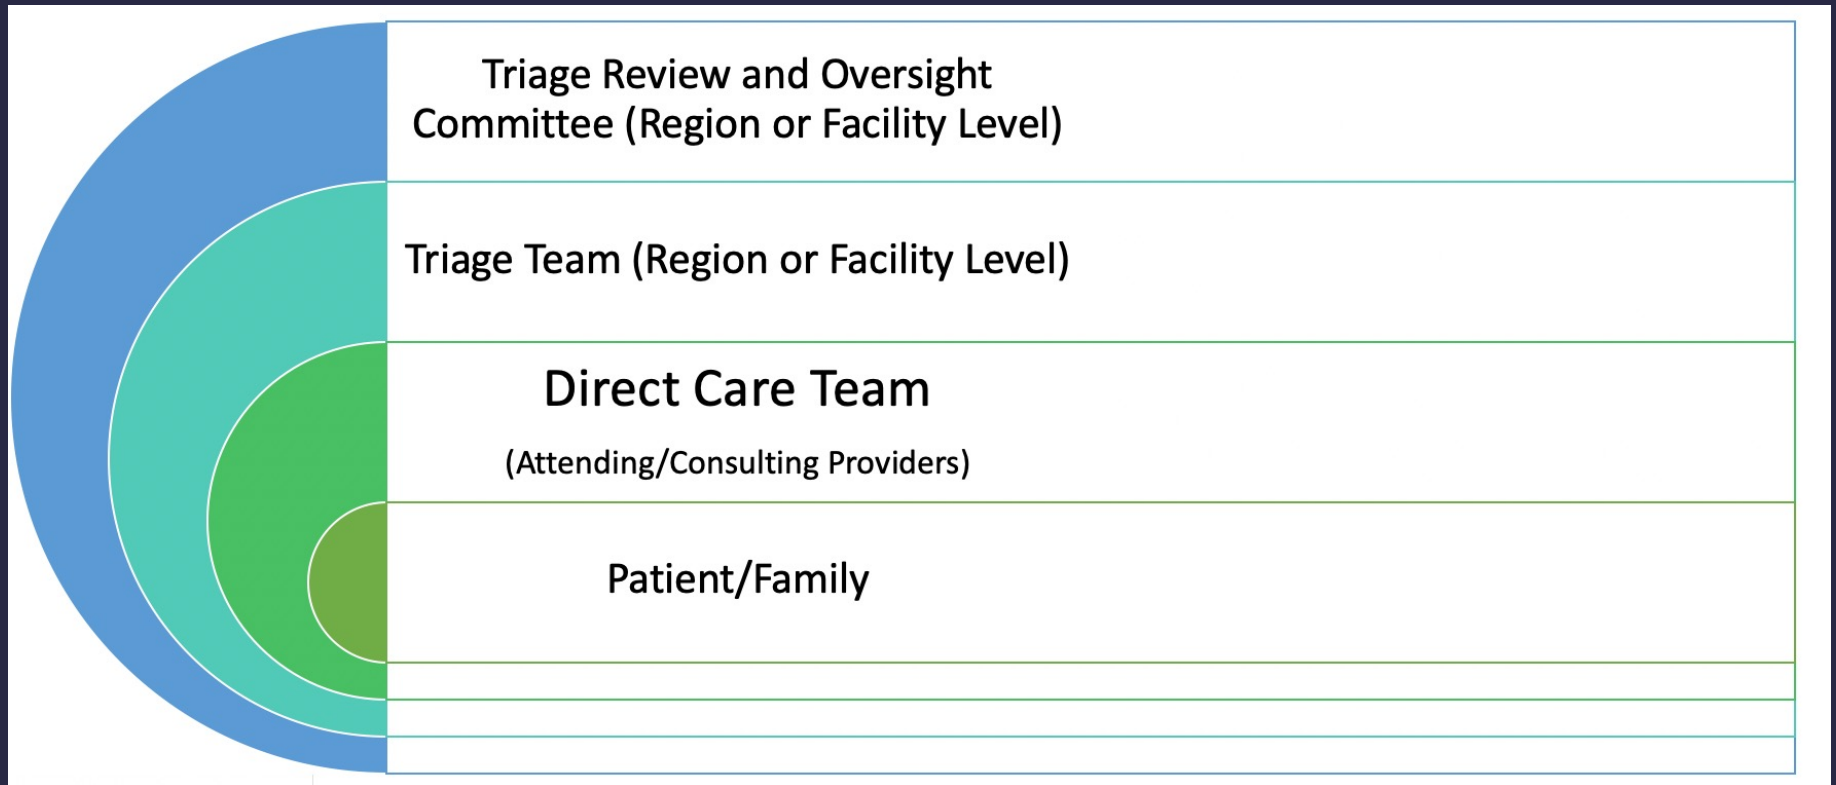 Triage Review and Oversight
Committee (Region or Facility Level)
Triage Team (Region or Facility Level)
Direct Care Team
(Attending/Consulting Providers)
Patient/Family